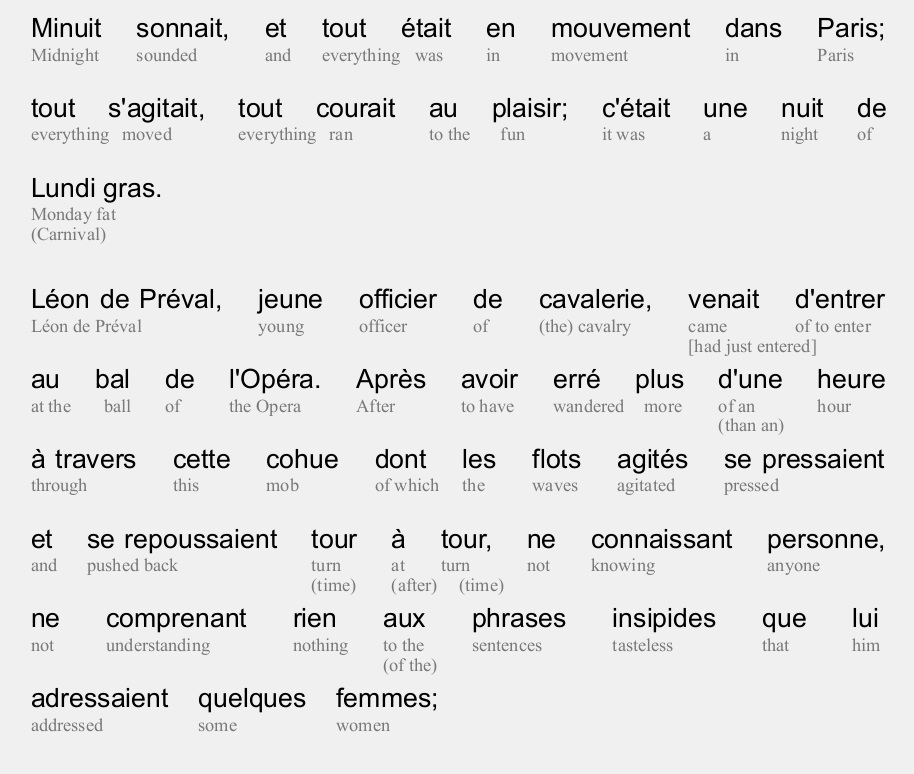 Minuit sonnait, et tout était en mouvement dans Paris;
Midnight sounded and everything was in movement in Paris
tout s'agitait, tout courait au plaisir; c'était une nuit de
everything moved everything ran to the fun it was a night of
Lundi gras.
Monday fat
(Carnival)
Léon de Préval, jeune officier de cavalerie, venait d'entrer
Léon de Préval young officer of (the) cavalry came of to enter
[had just entered]
au bal de l'Opéra. Après avoir erré plus d'une heure
at the ball of the Opera After to have wandered more of an hour
(than an)
à travers cette cohue dont les flots agités se pressaient
through this mob of which the waves agitated pressed
et se repoussaient tour à tour, ne connaissant personne,
and pushed back turn at turn not knowing anyone
(time) (after) (time)
ne comprenant rien aux phrases insipides que lui
not understanding nothing to the sentences tasteless that him
(of the)
adressaient quelques femmes;
addressed some women